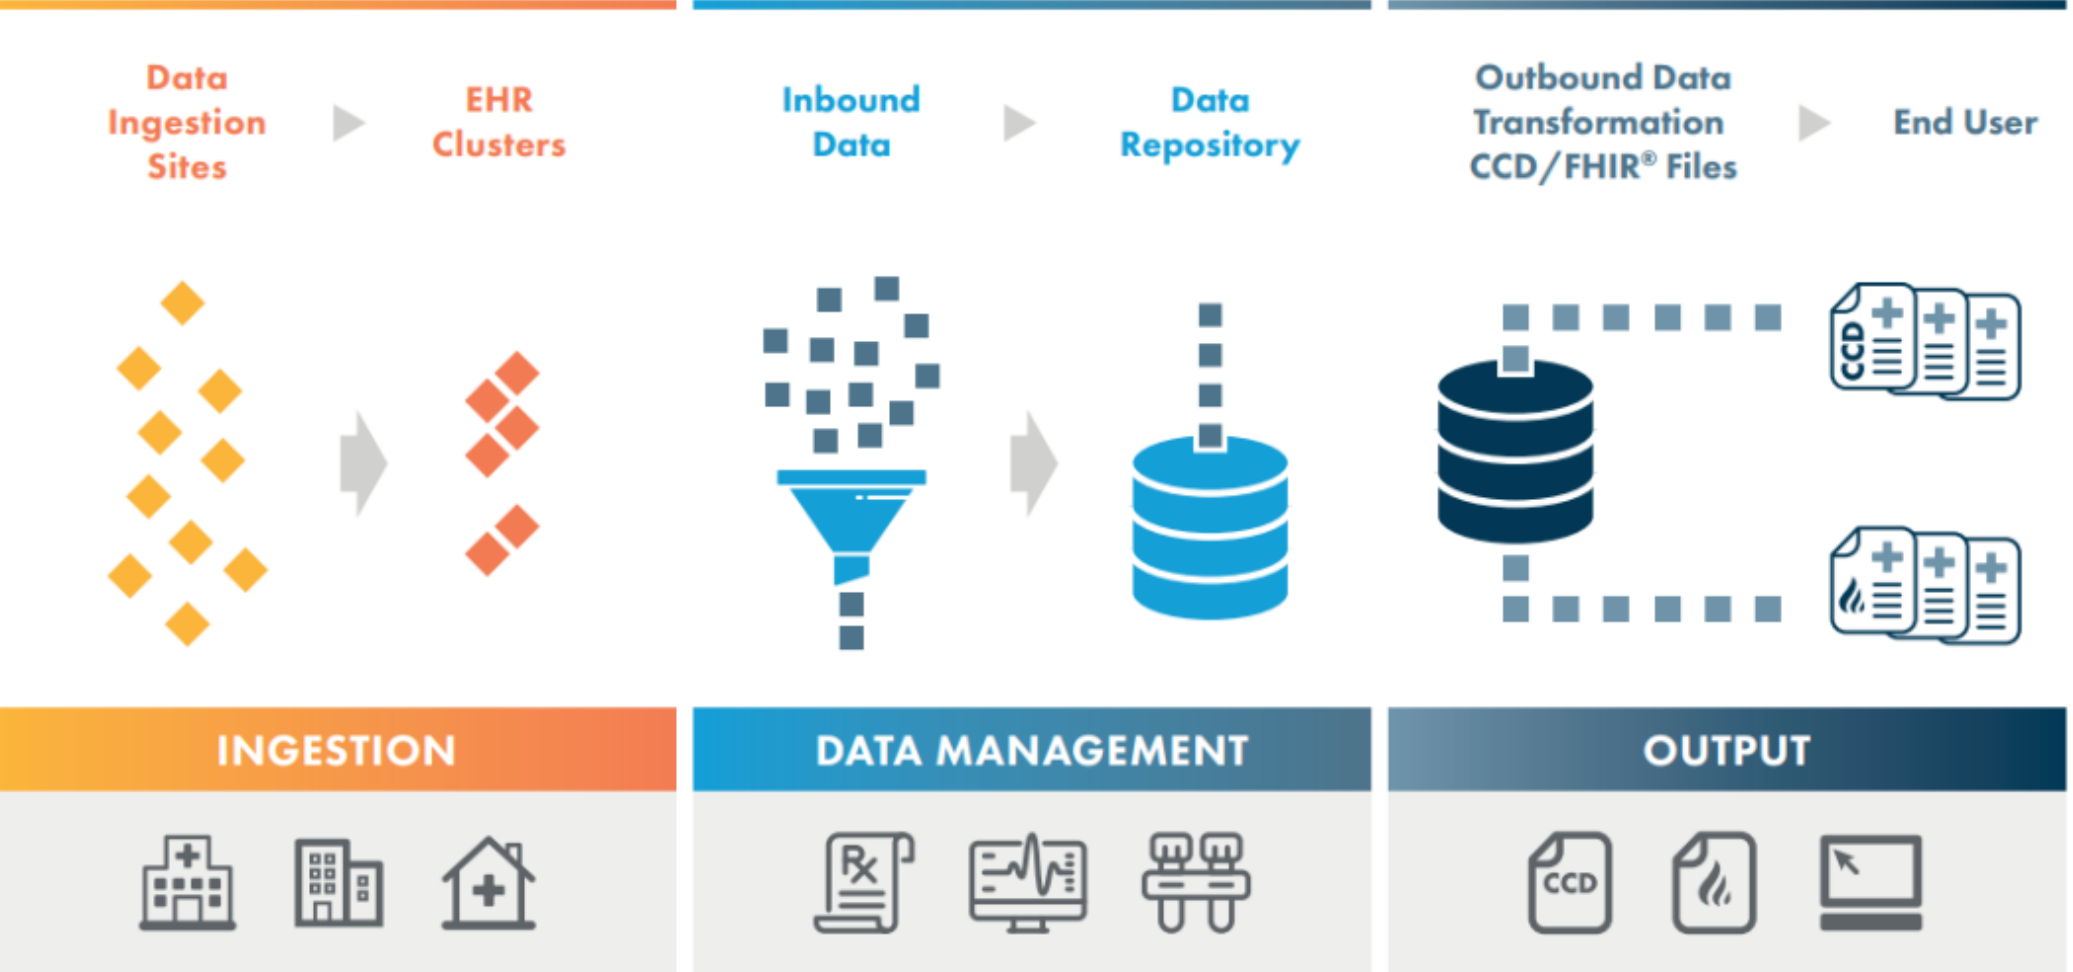 Data
Ingestion
Sites
EHR
Clusters
Inbound
Data
Data
Repository
Outbound Data
Transformation
CCD/FHIR® Files
End User
CCD
INGESTION
DATA MANAGEMENT
OUTPUT
Rx
CCD